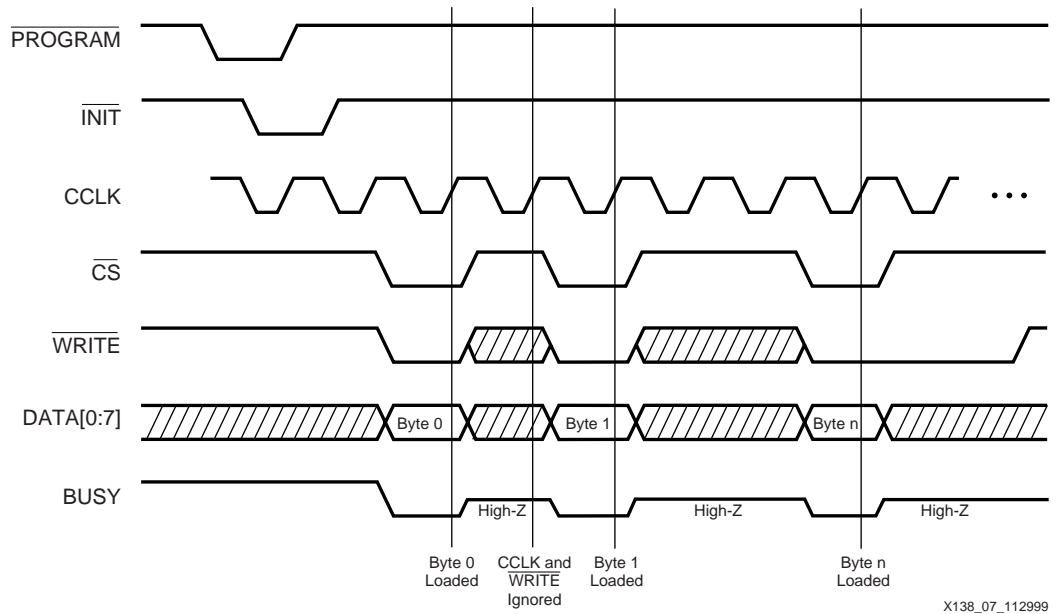 PROGRAM
INIT
CCLK
CS
WRITE
DATA[0:7]
Byte 0
Byte 1
Byte n
BUSY
High-Z
High-Z
High-Z
Byte 0
Loaded
CCLK and
WRITE
Ignored
Byte 1
Loaded
Byte n
Loaded
X138_07_112999